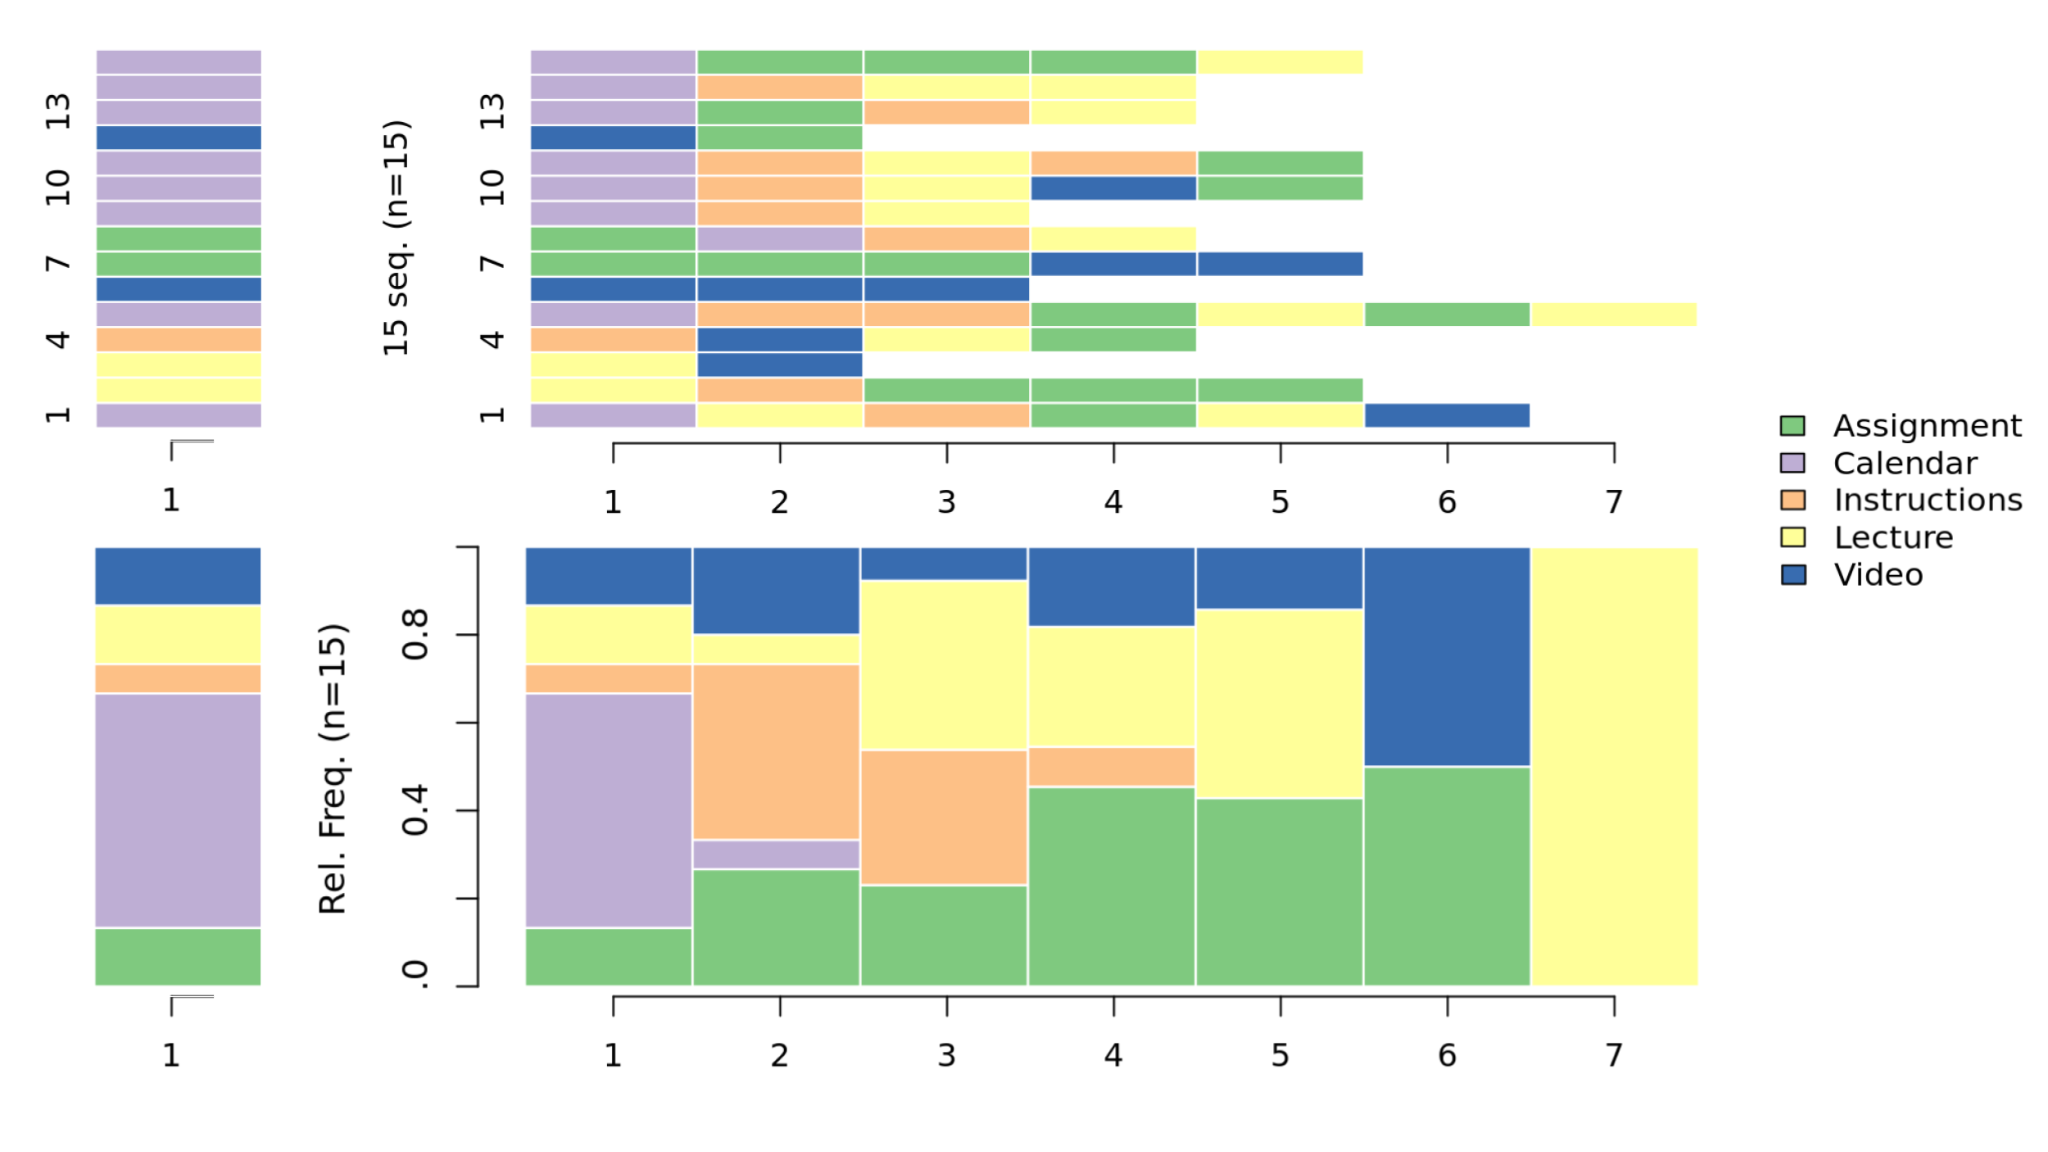 13
10
7
4
1
1
15 seq. (n=15)
13
10
7
4
1
1 2 3 4 5 6 7
Assignment
Calendar
Instructions
Lecture
Video
1
Rel. Freq. (n=15)
0.8
0.4
.0
1 2 3 4 5 6 7